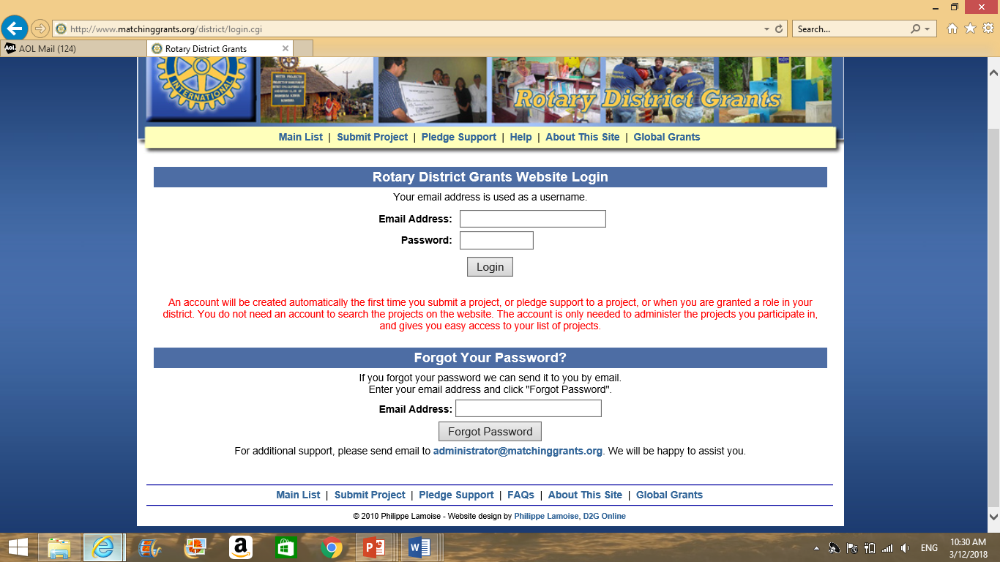 http://www.matchinggrants.org/district/login.cgi
Search...
AOL Mail (124)
Rotary District Grants
INTERNATIONAL
Rotary District Grants
Main List | Submit Project | Pledge Support | Help | About This Site | Global Grants
Rotary District Grants Website Login
Your email address is used as a username.
Email Address:
Password:
Login
An account will be created automatically the first time you submit a project, or pledge support to a project, or when you are granted a role in your
district. You do not need an account to search the projects on the website. The account is only needed to administer the projects you participate in,
and gives you easy access to your list of projects.
Forgot Your Password?
If you forgot your password we can send it to you by email.
Enter your email address and click "Forgot Password".
Email Address:
Forgot Password
For additional support, please send email to administrator@matchinggrants.org. We will be happy to assist you.
Main List | Submit Project | Pledge Support | FAQs | About This Site | Global Grants
© 2010 Philippe Lamoise - Website design by Philippe Lamoise, D2G Online
ENG
10:30 AM
3/12/2018